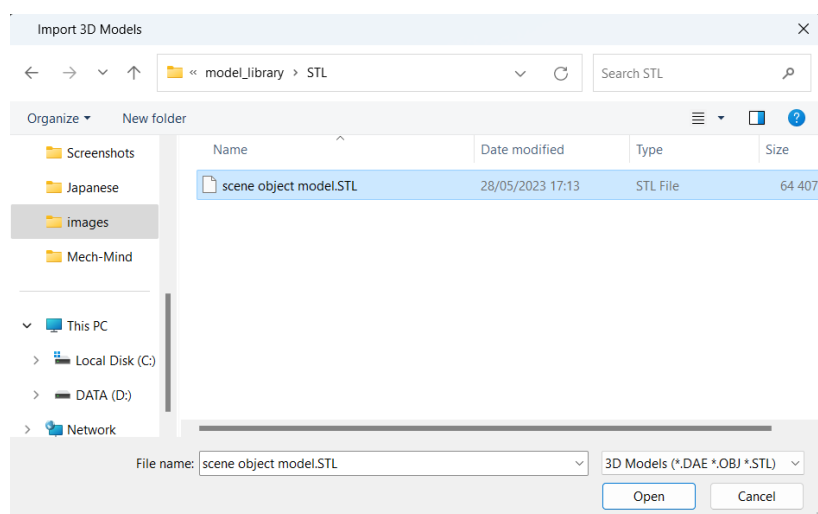 Import 3D Models
« model_library > STL
Search STL
Organize
New folder
?
Name
Date modified
Type
Size
Screenshots
scene object model.STL
28/05/2023 17:13
STL File
64 407
Japanese
images
Mech-Mind
This PC
Local Disk (C:)
DATA (D:)
Network
File name:
scene object model.STL
3D Models (*.DAE *.OBJ *.STL)
Open
Cancel